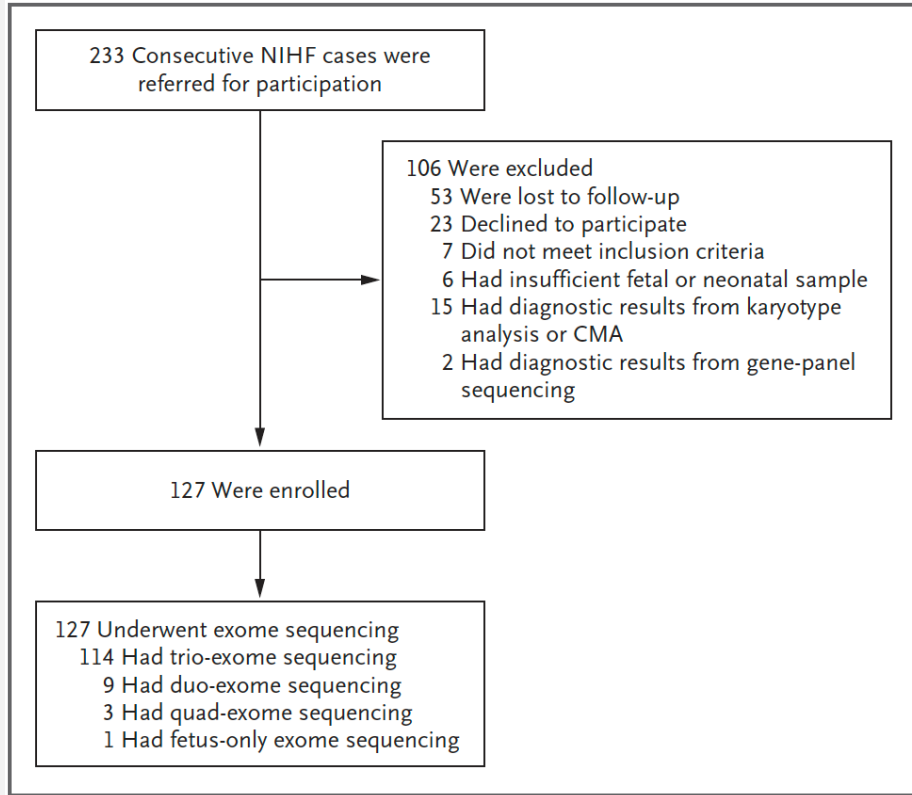 233 Consecutive NIHF cases were
referred for participation
106 Were excluded
53 Were lost to follow-up
23 Declined to participate
7 Did not meet inclusion criteria
6 Had insufficient fetal or neonatal sample
15 Had diagnostic results from karyotype
analysis or CMA
2 Had diagnostic results from gene-panel
sequencing
127 Were enrolled
127 Underwent exome sequencing
114 Had trio-exome sequencing
9 Had duo-exome sequencing
3 Had quad-exome sequencing
1 Had fetus-only exome sequencing